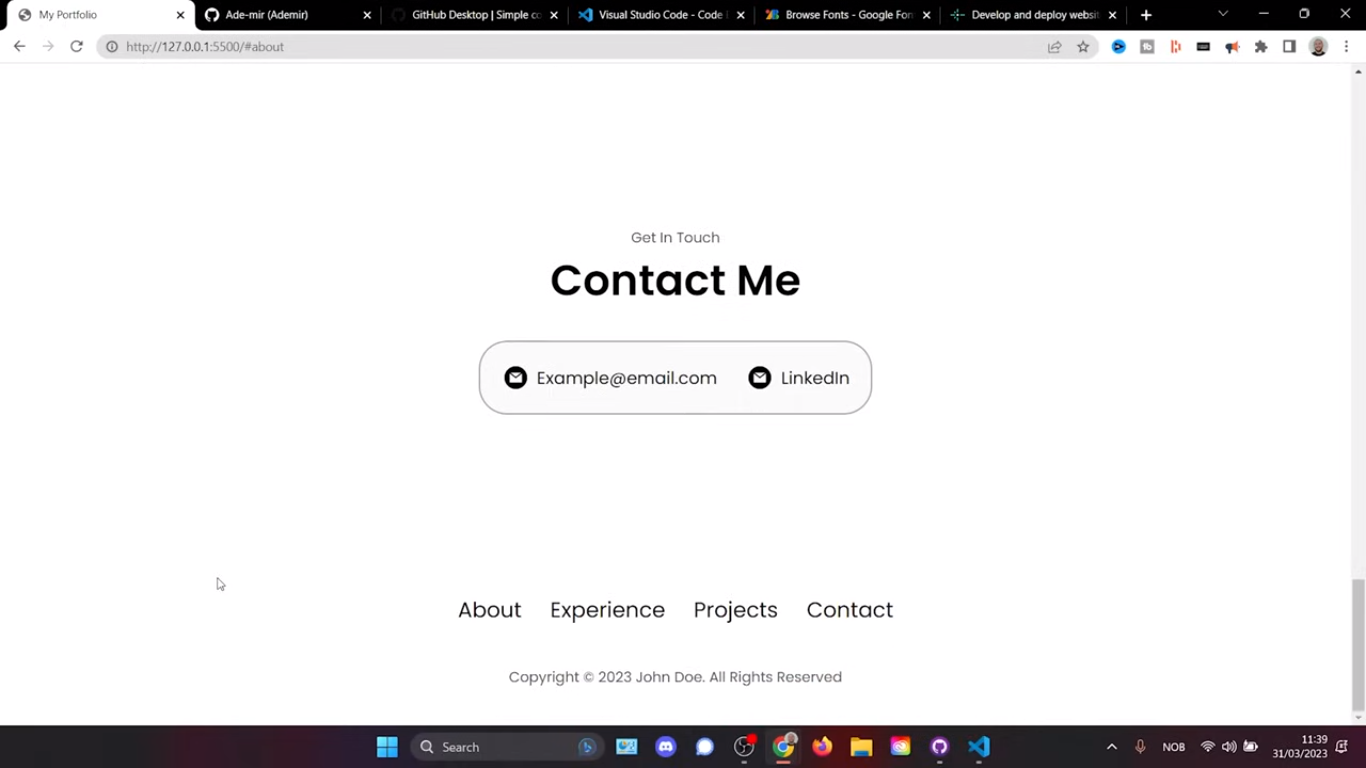 My Portfolio
Ade-mir (Ademir)
GitHub Desktop | Simple co
Visual Studio Code - Code
Browse Fonts - Google Fon
Develop and deploy websit
http://127.0.0.1:5500/#about
Get In Touch
Contact Me
Example@email.com LinkedIn
About Experience Projects Contact
Copyright © 2023 John Doe. All Rights Reserved
Search
NOB
11:39
31/03/2023